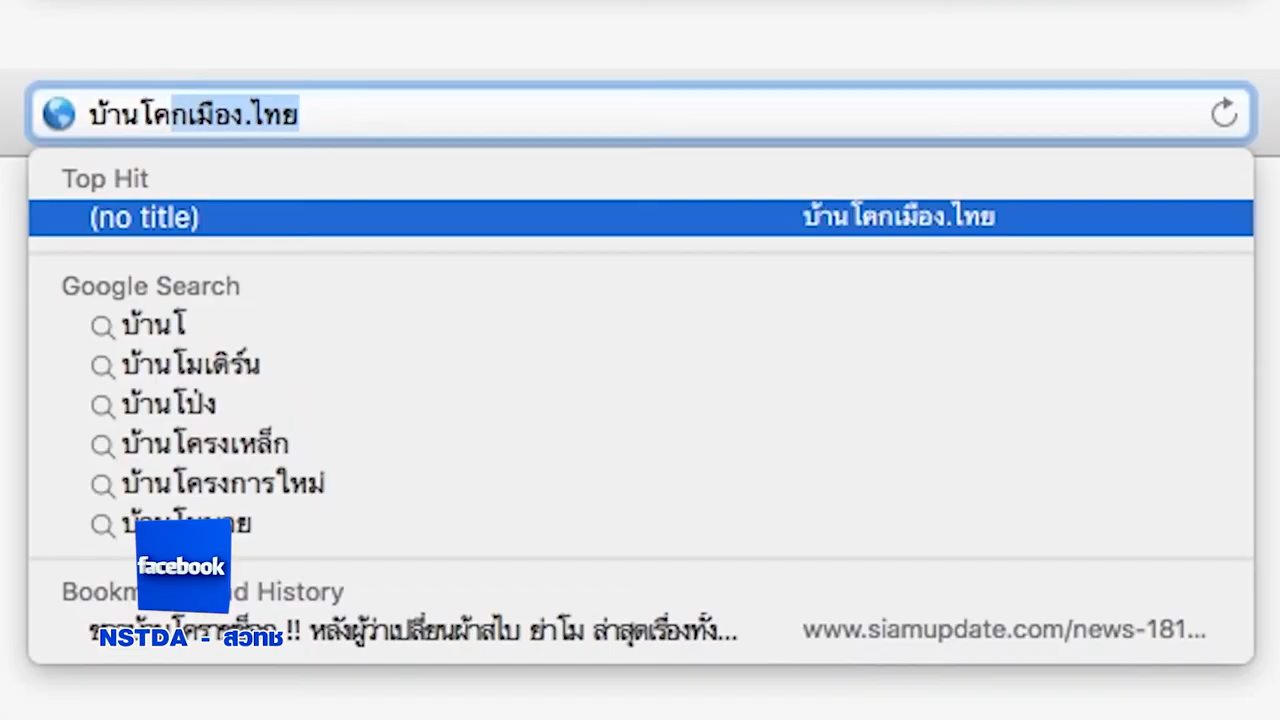 บ้านโคกเมือง.ไทย
Top Hit
(no title) บ้านโคกเมือง.ไทย
Google Search
บ้านโ
บ้านโมเดิร์น
บ้านโป่ง
บ้านโครงเหล็ก
บ้านโครงการใหม่
facebook
History
!! หลังผู้ว่าเปลี่ยนผ้าสไบ ย่าโม ล่าสุดเรื่องทั้ง... www.siamupdate.com/news-181...
NSTDA - สวทช